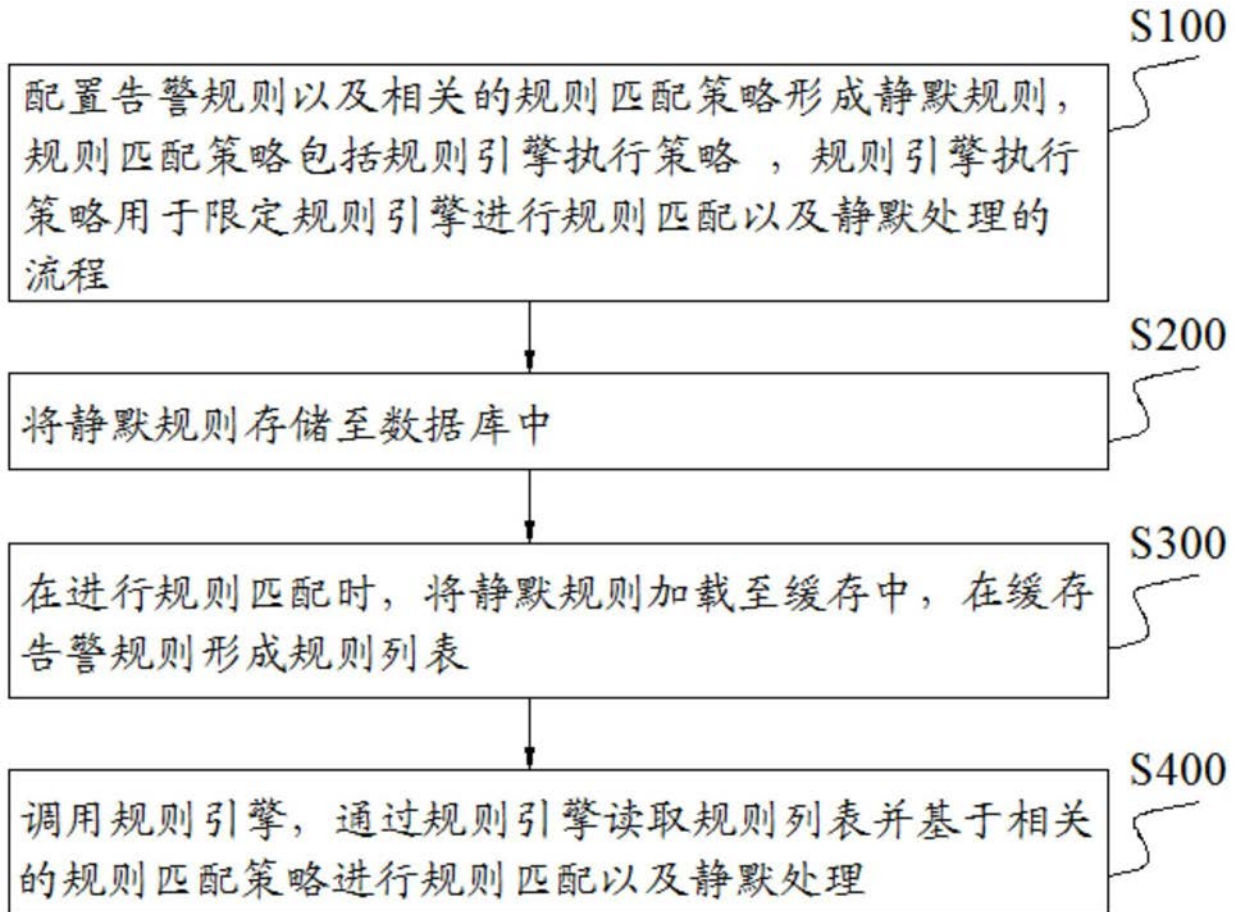 S100
配置告警规则以及相关的规则匹配策略形成静默规则，
规则匹配策略包括规则引擎执行策略 ，规则引擎执行
策略用于限定规则引擎进行规则匹配以及静默处理的
流程
S200
将静默规则存储至数据库中
S300
在进行规则匹配时，将静默规则加载至缓存中，在缓存
告警规则形成规则列表
S400
调用规则引擎，通过规则引擎读取规则列表并基于相关
的规则匹配策略进行规则匹配以及静默处理